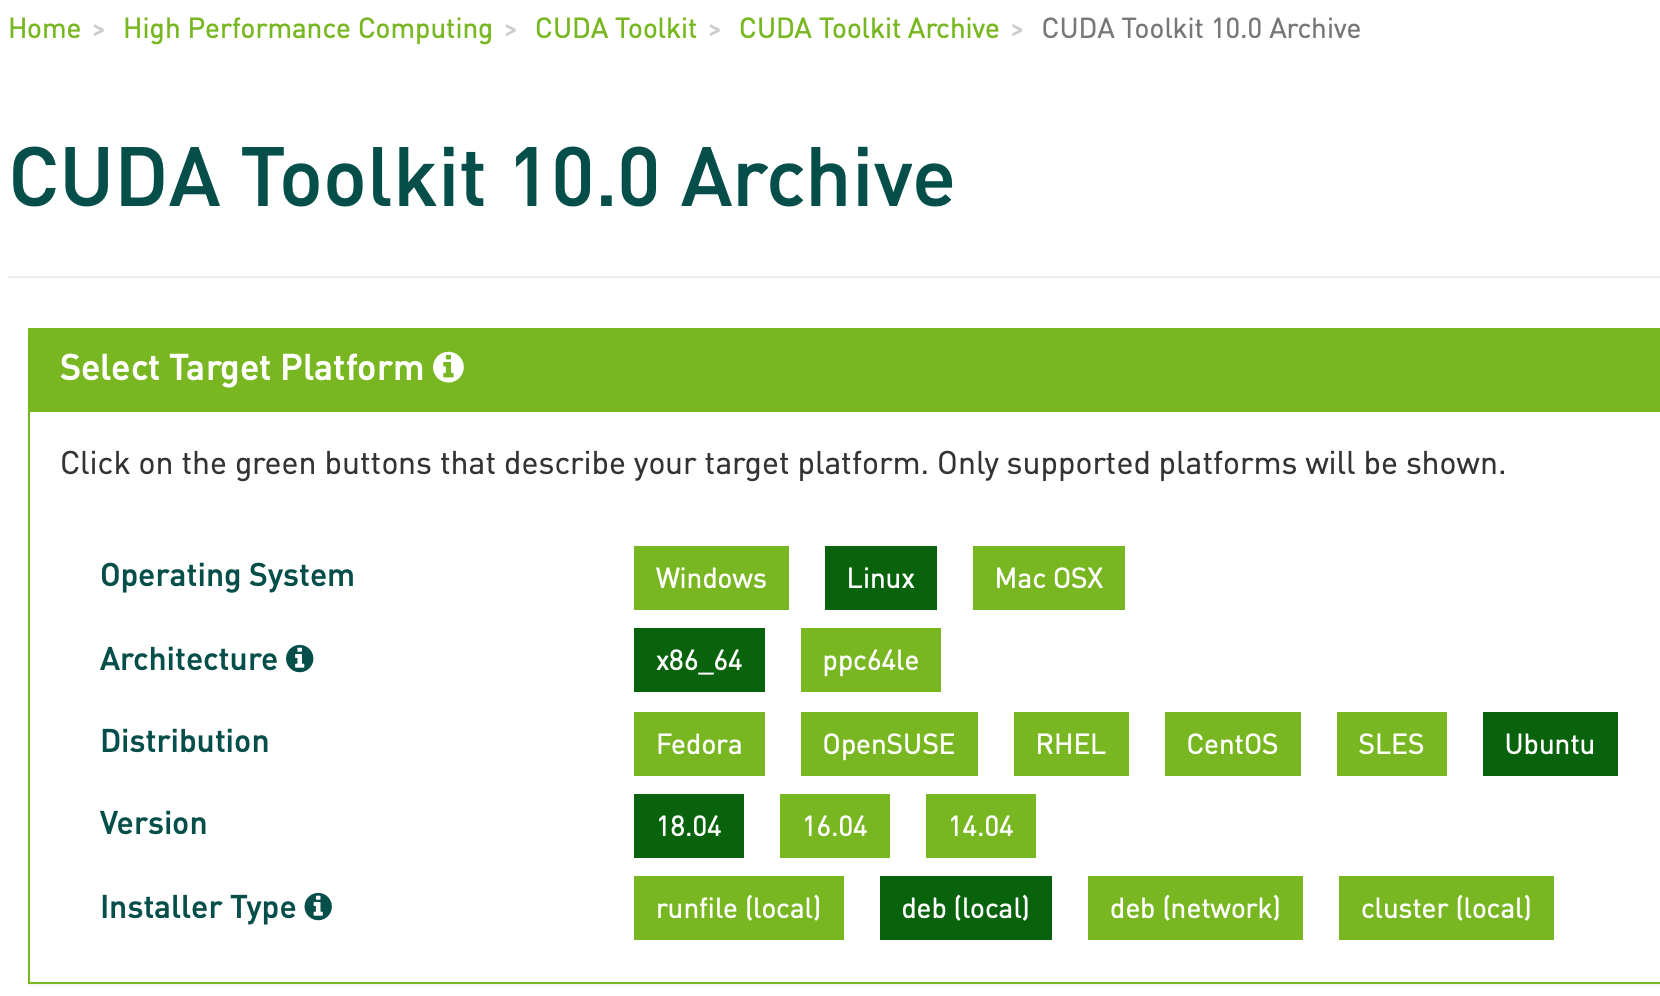 Home > High Performance Computing > CUDA Toolkit > CUDA Toolkit Archive > CUDA Toolkit 10.0 Archive
CUDA Toolkit 10.0 Archive
Select Target Platform
Click on the green buttons that describe your target platform. Only supported platforms will be shown.
Operating System Windows Linux Mac OSX
Architecture x86_64 ppc64le
Distribution Fedora OpenSUSE RHEL CentOS SLES Ubuntu
Version 18.04 16.04 14.04
Installer Type runfile (local) deb (local) deb (network) cluster (local)